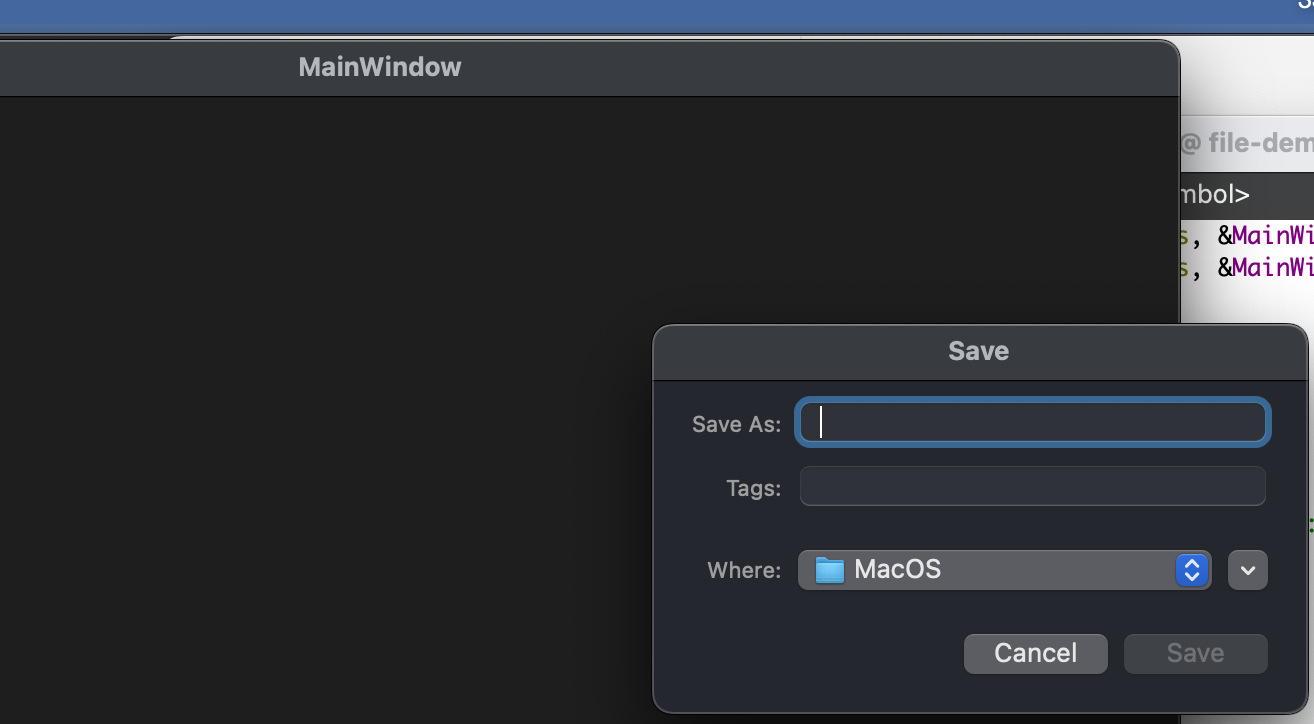 MainWindow
@ file-dem
mbol>
s, &MainWi
s, &MainWi
Save
Save As:
Tags:
Where: MacOS
Cancel Save